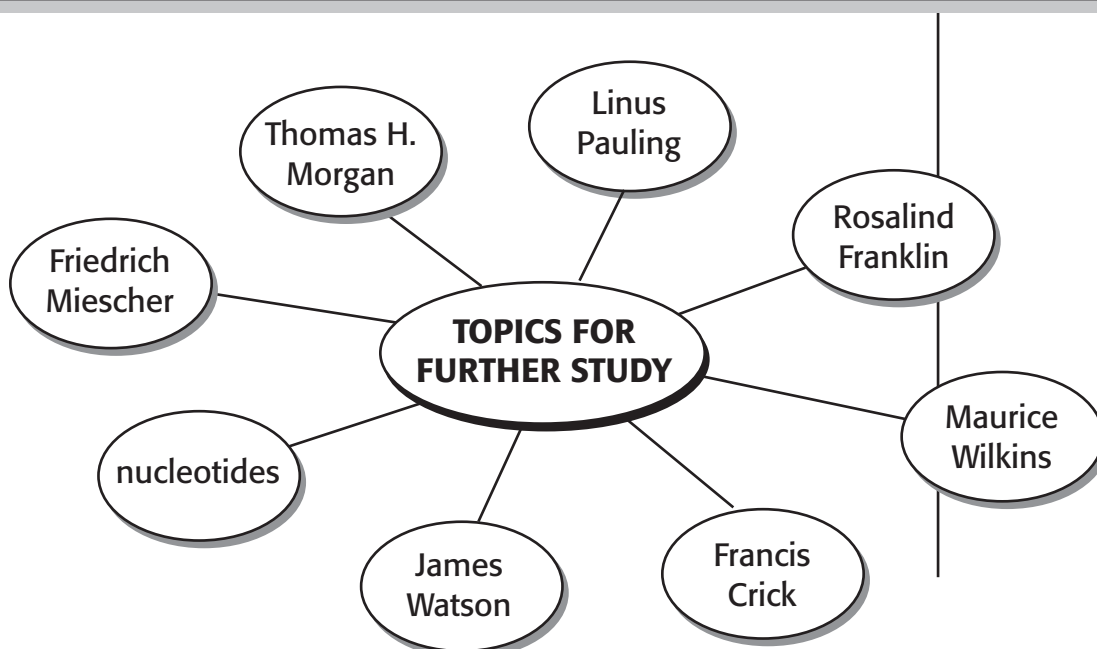 Linus
Pauling
Thomas H.
Morgan
Rosalind
Franklin
Friedrich
Miescher
TOPICS FOR
FURTHER STUDY
Maurice
Wilkins
nucleotides
James
Watson
Francis
Crick